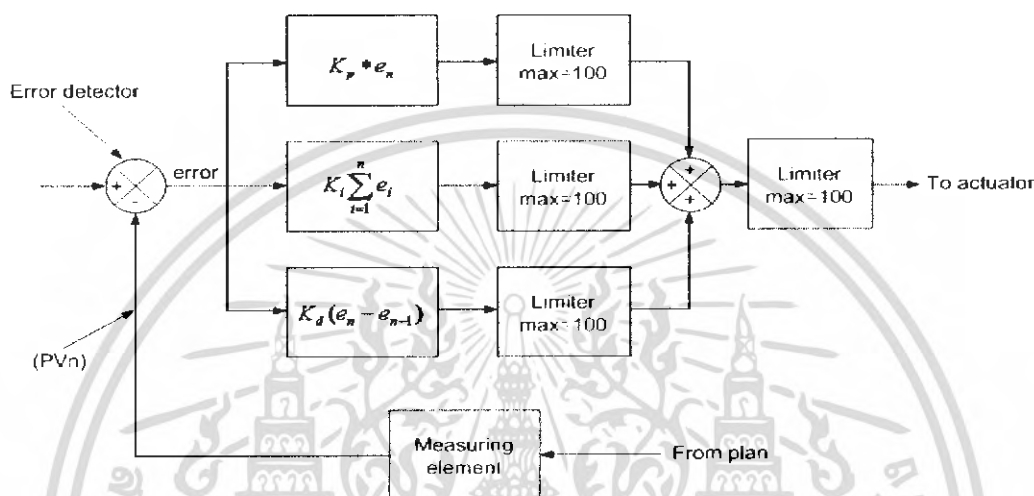 Error detector
error
(PVn)
$K_p * e_n$
$K_i \sum_{i=1}^{n} e_i$
$K_d (e_n - e_{n-1})$
Limiter
max=100
Limiter
max=100
Limiter
max=100
+
-
+
+
+
Limiter
max=100
To actuator
Measuring
element
From plan